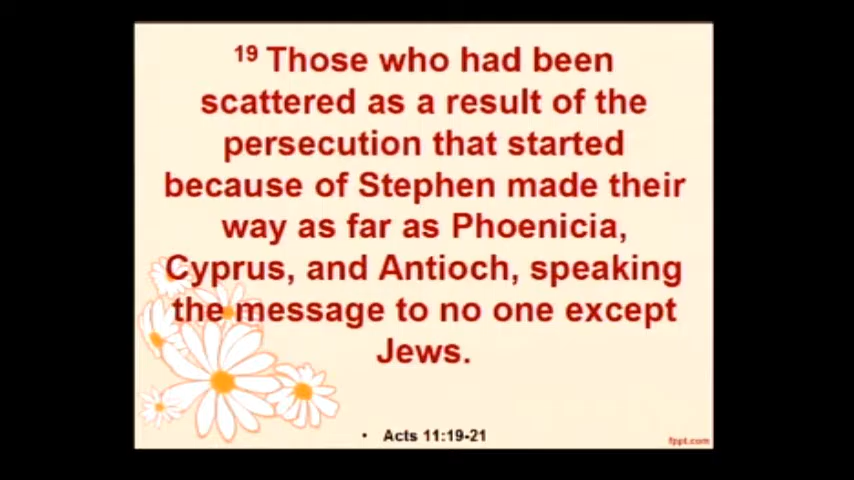 19 Those who had been
scattered as a result of the
persecution that started
because of Stephen made their
way as far as Phoenicia,
Cyprus, and Antioch, speaking
the message to no one except
Jews.
• Acts 11:19-21
fppt.com